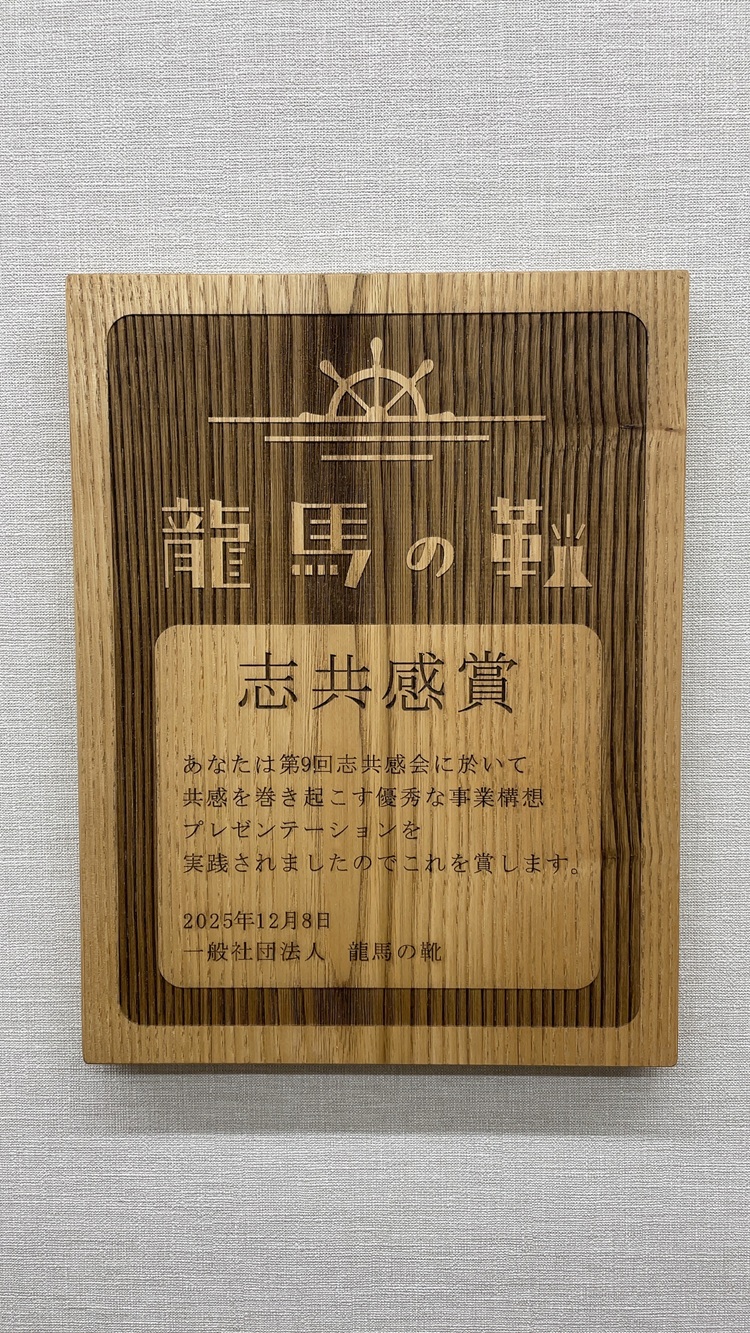 龍馬の靴
志共感賞
あなたは第9回志共感会に於いて
共感を巻き起こす優秀な事業構想
プレゼンテーションを
実践されましたのでこれを賞します。
2025年12月8日
一般社団法人　龍馬の靴